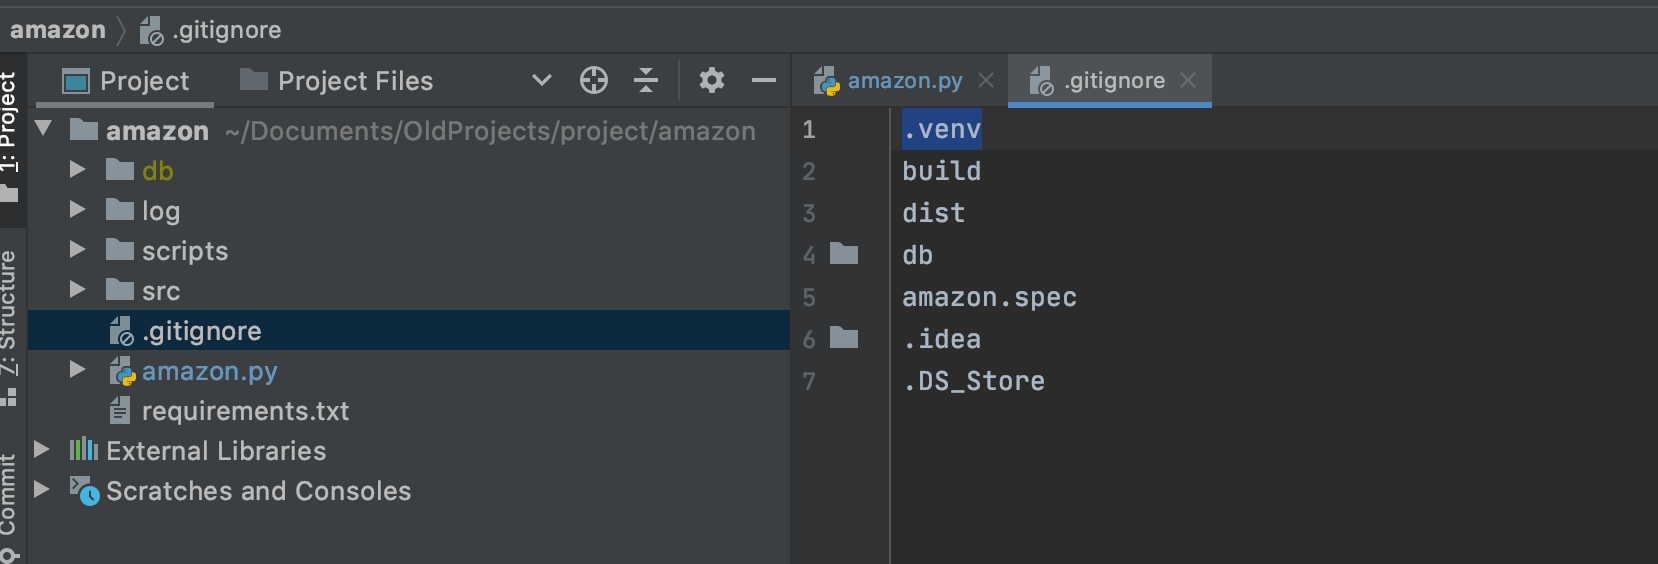 amazon .gitignore
1: Project
Project Project Files
amazon.py .gitignore
amazon ~/Documents/OldProjects/project/amazon
db
log
scripts
src
.gitignore
amazon.py
requirements.txt
External Libraries
Scratches and Consoles
Z: Structure
Commit
1 .venv
2 build
3 dist
4 db
5 amazon.spec
6 .idea
7 .DS_Store